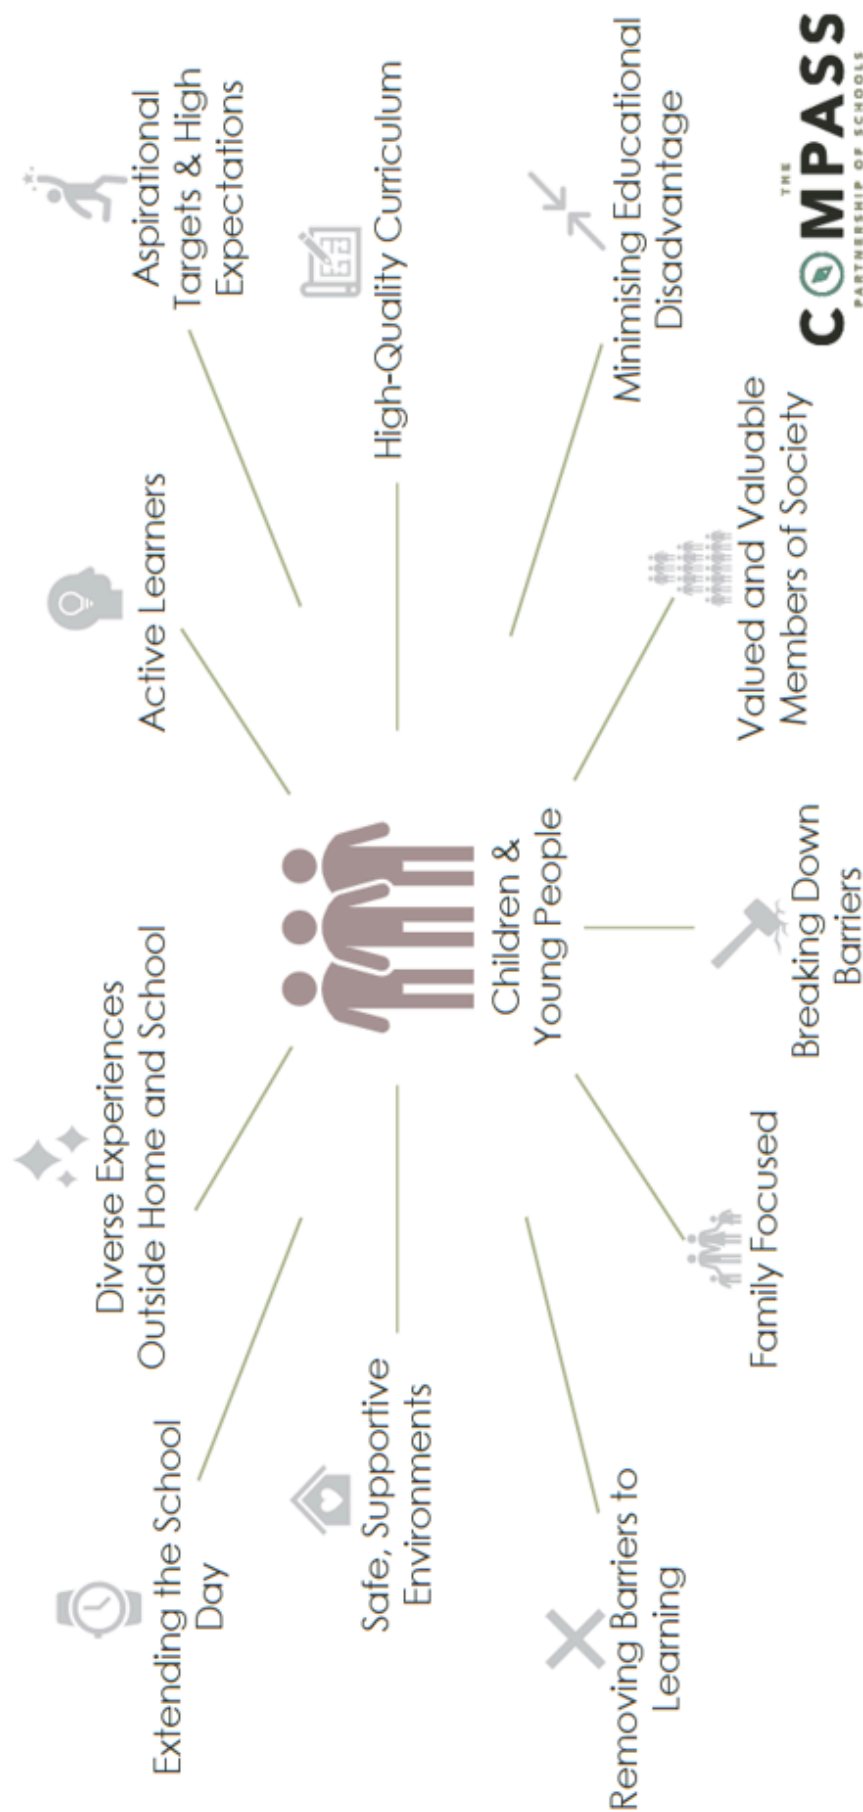 Extending the School
Day
Diverse Experiences
Outside Home and School
Active Learners
Aspirational
Targets & High
Expectations
Safe, Supportive
Environments
High-Quality Curriculum
Children &
Young People
Removing Barriers to
Learning
Family Focused
Breaking Down
Barriers
Valued and Valuable
Members of Society
Minimising Educational
Disadvantage
THE
COMPASS
PARTNERSHIP OF SCHOOLS